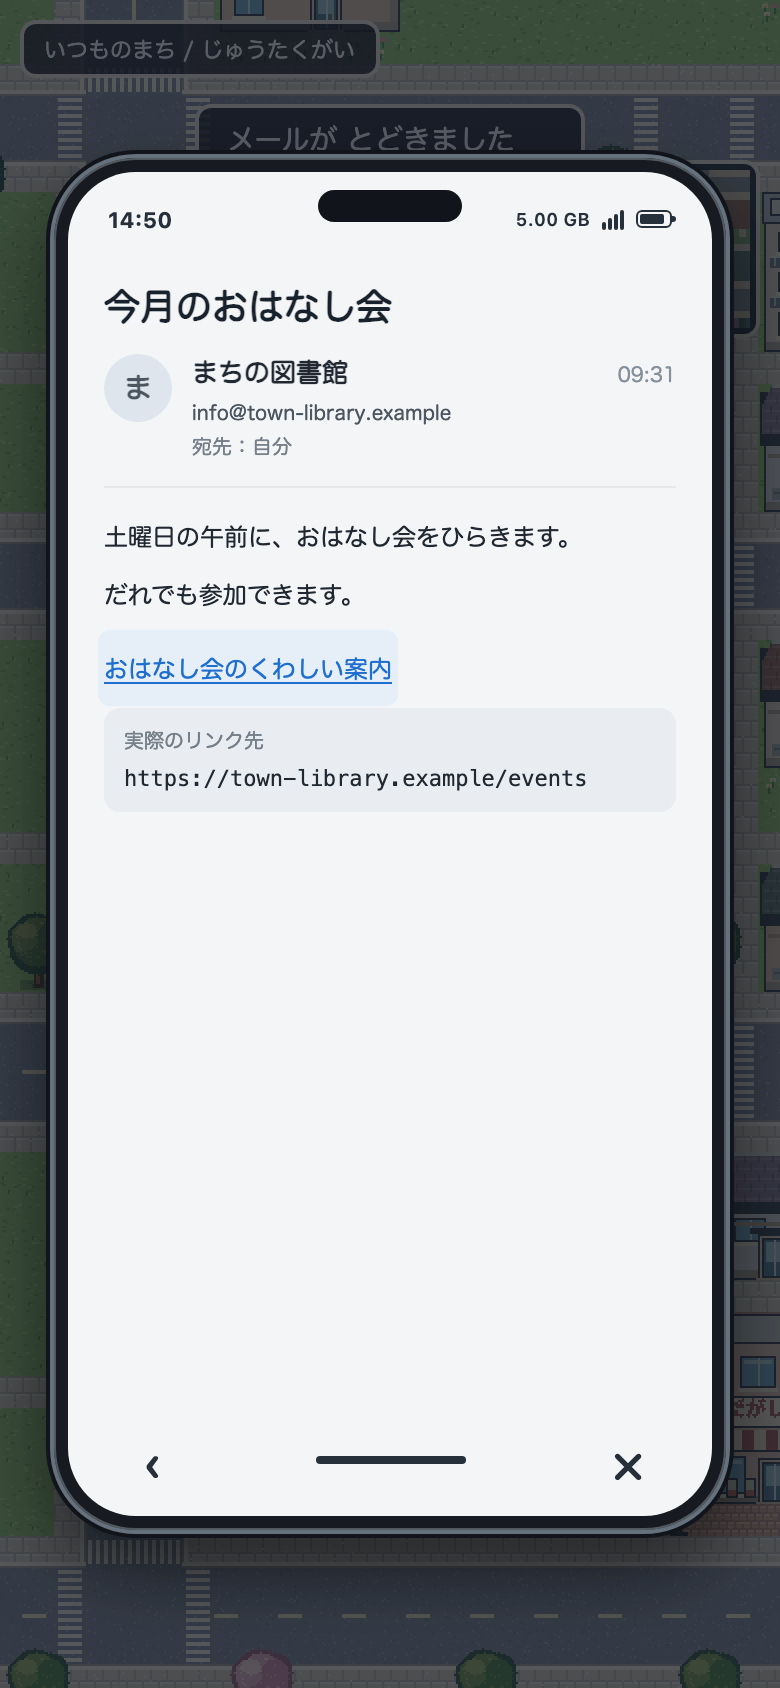 いつものまち / じゅうたくがい
メールが とどきました
14:50
5.00 GB
今月のおはなし会
ま
まちの図書館
09:31
info@town-library.example
宛先：自分
土曜日の午前に、おはなし会をひらきます。
だれでも参加できます。
おはなし会のくわしい案内
実際のリンク先
https://town-library.example/events
だがし